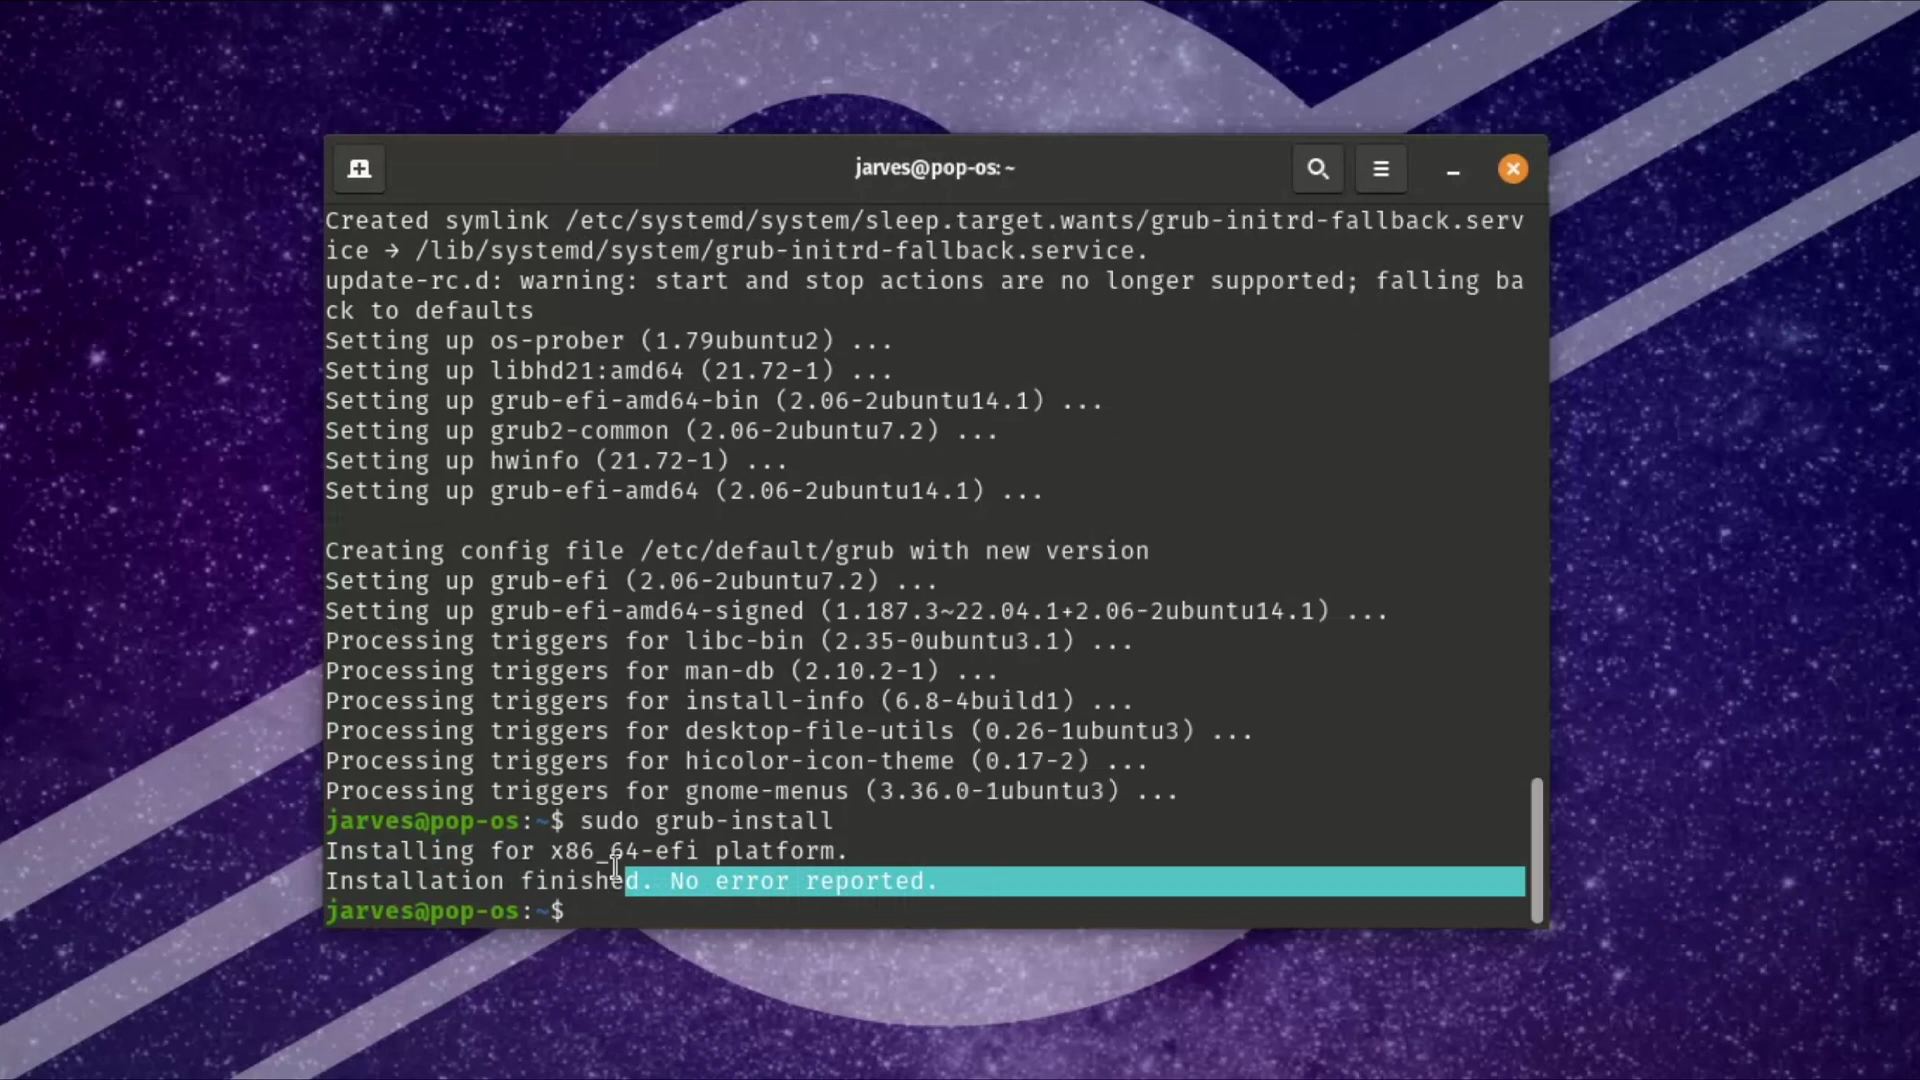 jarves@pop-os: ~
Created symlink /etc/systemd/system/sleep.target.wants/grub-initrd-fallback.serv
ice → /lib/systemd/system/grub-initrd-fallback.service.
update-rc.d: warning: start and stop actions are no longer supported; falling ba
ck to defaults
Setting up os-prober (1.79ubuntu2) ...
Setting up libhd21:amd64 (21.72-1) ...
Setting up grub-efi-amd64-bin (2.06-2ubuntu14.1) ...
Setting up grub2-common (2.06-2ubuntu7.2) ...
Setting up hwinfo (21.72-1) ...
Setting up grub-efi-amd64 (2.06-2ubuntu14.1) ...
Creating config file /etc/default/grub with new version
Setting up grub-efi (2.06-2ubuntu7.2) ...
Setting up grub-efi-amd64-signed (1.187.3~22.04.1+2.06-2ubuntu14.1) ...
Processing triggers for libc-bin (2.35-0ubuntu3.1) ...
Processing triggers for man-db (2.10.2-1) ...
Processing triggers for install-info (6.8-4build1) ...
Processing triggers for desktop-file-utils (0.26-1ubuntu3) ...
Processing triggers for hicolor-icon-theme (0.17-2) ...
Processing triggers for gnome-menus (3.36.0-1ubuntu3) ...
jarves@pop-os:~$ sudo grub-install
Installing for x86_64-efi platform.
Installation finished. No error reported.
jarves@pop-os:~$